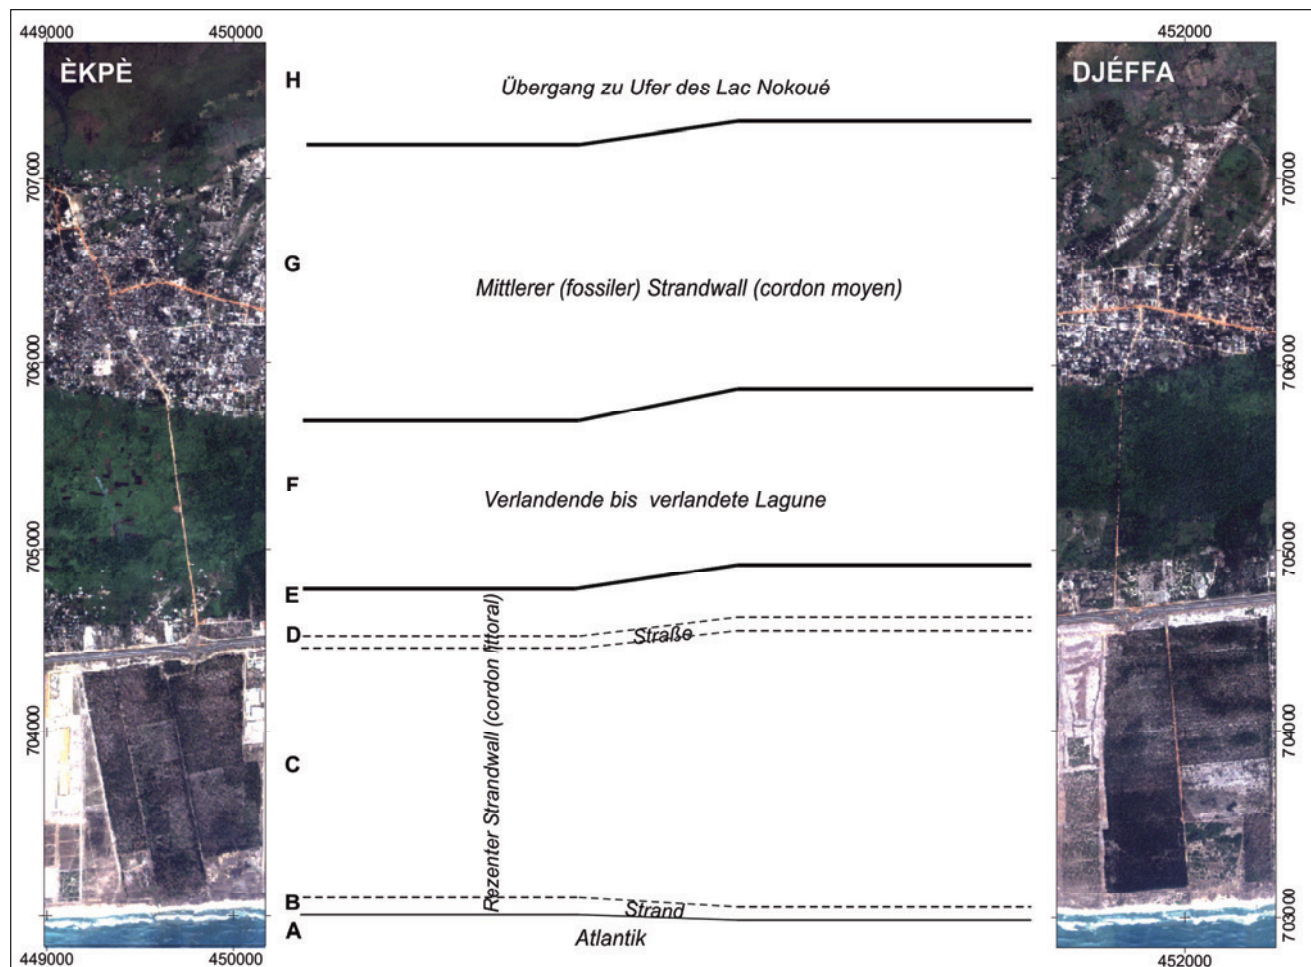 449000 450000
452000
ÈKPÈ
DJÉFFA
H
Übergang zu Ufer des Lac Nokoué
707000
707000
G
Mittlerer (fossiler) Strandwall (cordon moyen)
706000
706000
F
Verlandende bis verlandete Lagune
705000
705000
E
D
Straße
Rezenter Strandwall (cordon littoral)
704000
704000
C
B
Strand
703000
A
Atlantik
449000 450000
452000